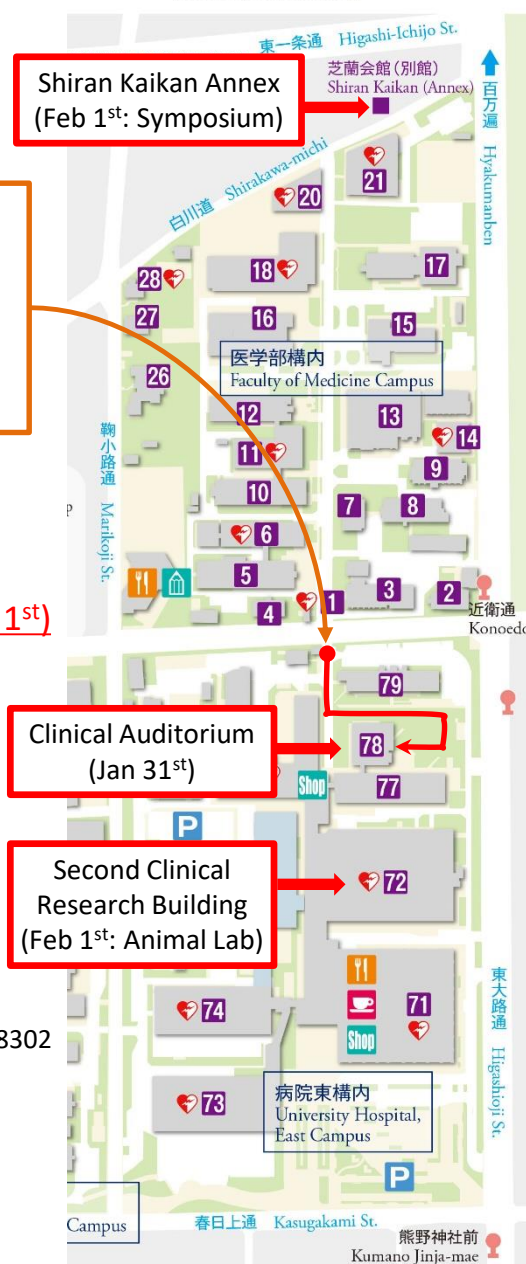 東一条通 Higashi-Ichijo St.
芝蘭会館(別館)
Shiran Kaikan (Annex)
Shiran Kaikan Annex
(Feb 1st: Symposium)
百万遍 Hyakumanben
白川道 Shirakawa-michi
21
20
18
17
28
27
16
15
医学部構内
Faculty of Medicine Campus
26
12
13
14
11
9
10
8
7
6
鞠小路通 Marikoji St.
5
4
1
3
2
近衛通
Konoedo
1st)
79
Clinical Auditorium
(Jan 31st)
78
Shop
77
P
Second Clinical
Research Building
(Feb 1st: Animal Lab)
72
74
71
Shop
8302
東大路通 Higashioji St.
73
病院東構内
University Hospital,
East Campus
P
Campus
春日上通 Kasugakami St.
熊野神社前
Kumano Jinja-mae